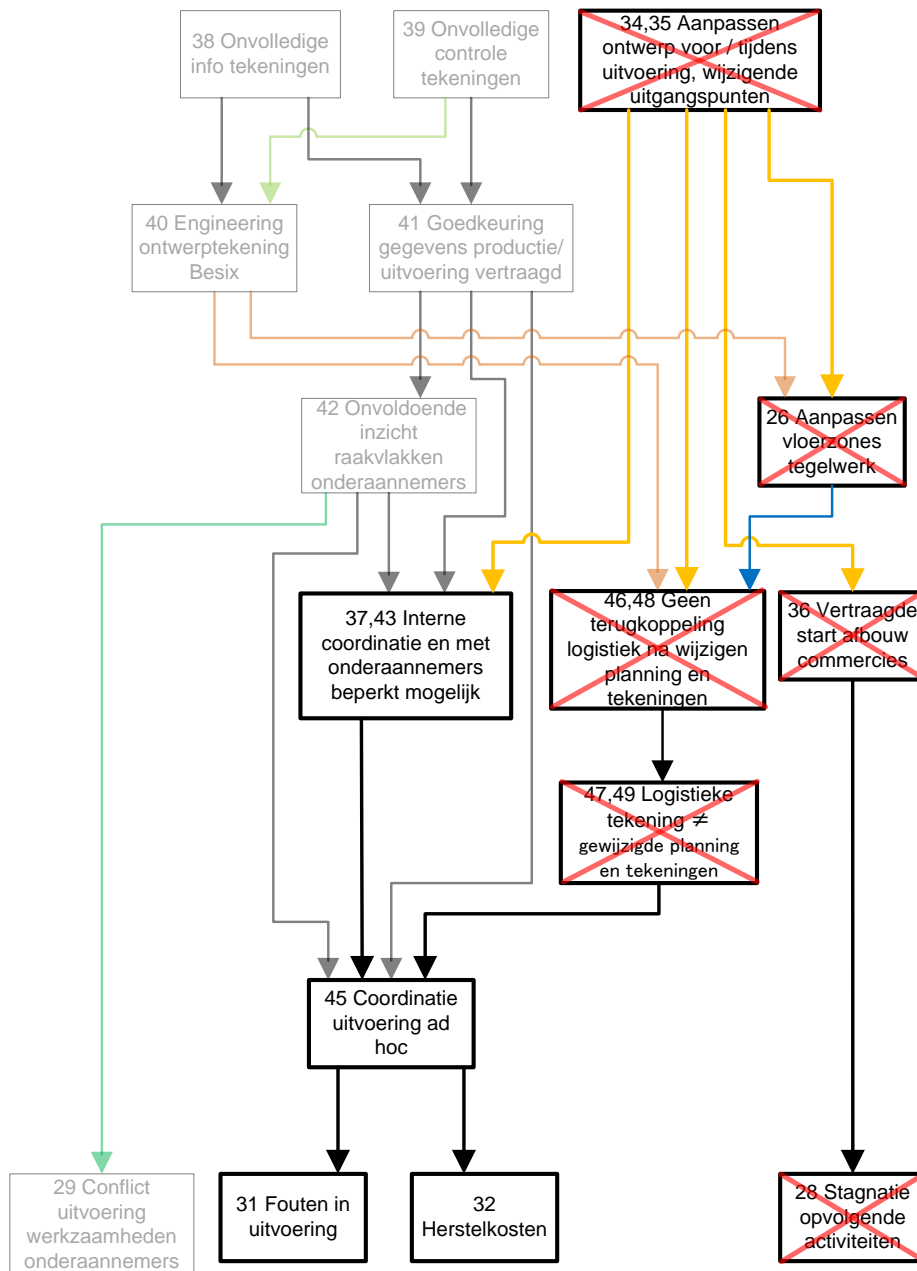 38 Onvolledige
info tekeningen
39 Onvolledige
controle
tekeningen
34,35 Aanpassen
ontwerp voor / tijdens
uitvoering, wijzigende
uitgangspunten
40 Engineering
ontwerptekening
Besix
41 Goedkeuring
gegevens productie/
uitvoering vertraagd
42 Onvoldoende
inzicht
raakvlakken
onderaannemers
26 Aanpassen
vloerzones
tegelwerk
37,43 Interne
coordinatie en met
onderaannemers
beperkt mogelijk
46,48 Geen
terugkoppeling
logistiek na wijzigen
planning en
tekeningen
36 Vertraagde
start afbouw
commercies
47,49 Logistieke
tekening ≠
gewijzigde planning
en tekeningen
45 Coordinatie
uitvoering ad
hoc
29 Conflict
uitvoering
werkzaamheden
onderaannemers
31 Fouten in
uitvoering
32
Herstelkosten
28 Stagnatie
opvolgende
activiteiten